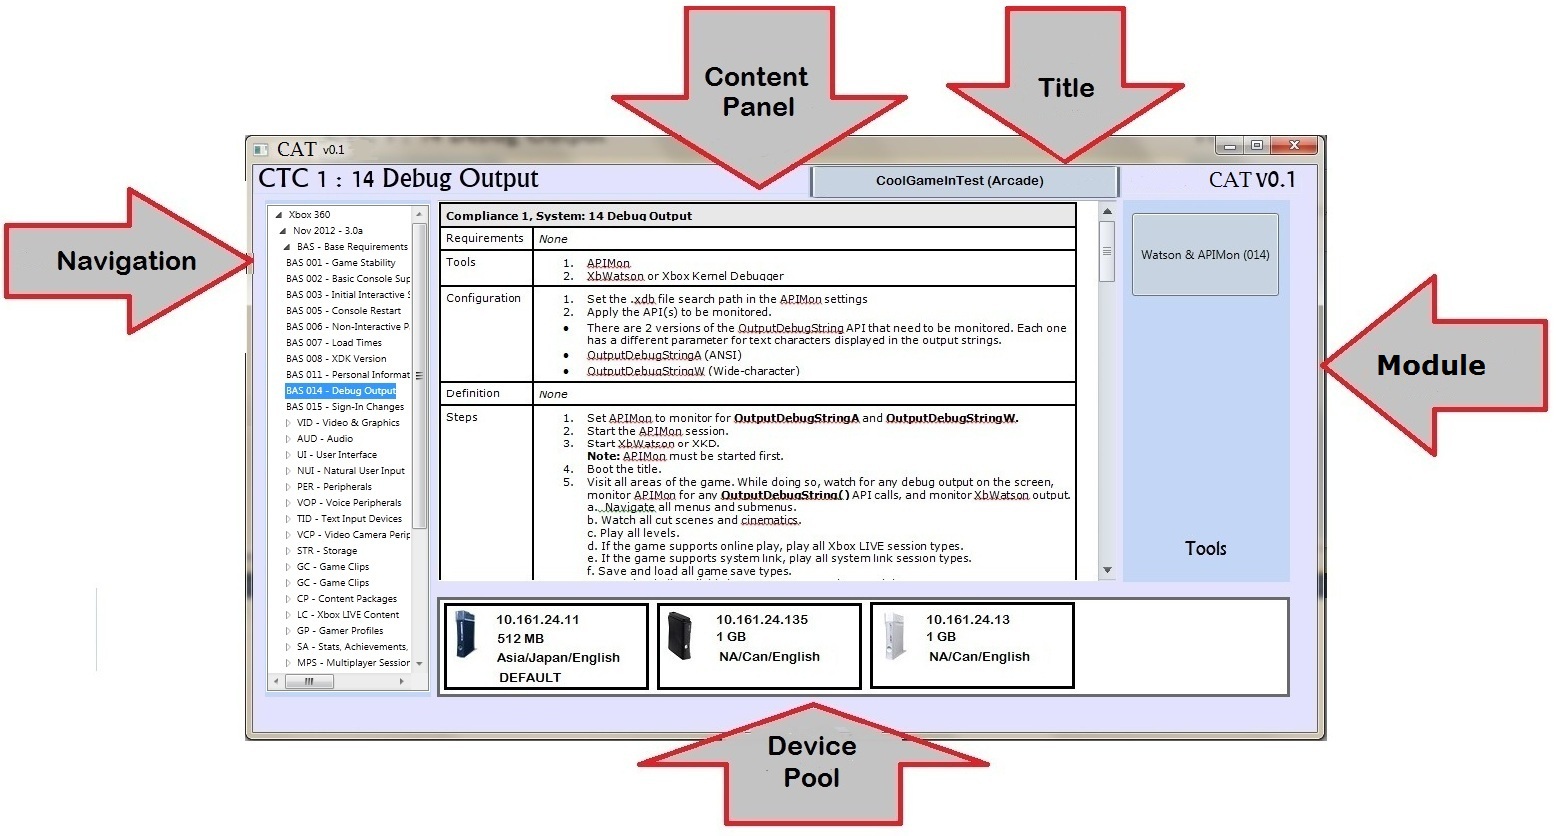 Content
Panel
Title
Navigation
Module
Device
Pool
CAT v0.1
CTC 1 : 14 Debug Output
CoolGameInTest (Arcade)
CAT v0.1
Xbox 360
Nov 2012 - 3.0a
BAS - Base Requirements
BAS 001 - Game Stability
BAS 002 - Basic Console Sup
BAS 003 - Initial Interactive S
BAS 005 - Console Restart
BAS 006 - Non-Interactive P
BAS 007 - Load Times
BAS 008 - XDK Version
BAS 011 - Personal Informat
BAS 014 - Debug Output
BAS 015 - Sign-In Changes
VID - Video & Graphics
AUD - Audio
UI - User Interface
NUI - Natural User Input
PER - Peripherals
VOP - Voice Peripherals
TID - Text Input Devices
VCP - Video Camera Perip
STR - Storage
GC - Game Clips
GC - Game Clips
CP - Content Packages
LC - Xbox LIVE Content
GP - Gamer Profiles
SA - Stats, Achievements,
MPS - Multiplayer Session
Compliance 1, System: 14 Debug Output
Requirements None
Tools
1. APIMon
2. XbWatson or Xbox Kernel Debugger
Configuration
1. Set the .xdb file search path in the APIMon settings
2. Apply the API(s) to be monitored.
• There are 2 versions of the OutputDebugString API that need to be monitored. Each one
has a different parameter for text characters displayed in the output strings.
• OutputDebugStringA (ANSI)
• OutputDebugStringW (Wide-character)
Definition None
Steps
1. Set APIMon to monitor for OutputDebugStringA and OutputDebugStringW.
2. Start the APIMon session.
3. Start XbWatson or XKD.
Note: APIMon must be started first.
4. Boot the title.
5. Visit all areas of the game. While doing so, watch for any debug output on the screen,
monitor APIMon for any OutputDebugString() API calls, and monitor XbWatson output.
a. Navigate all menus and submenus.
b. Watch all cut scenes and cinematics.
c. Play all levels.
d. If the game supports online play, play all Xbox LIVE session types.
e. If the game supports system link, play all system link session types.
f. Save and load all game save types.
Watson & APIMon (014)
Tools
10.161.24.11
512 MB
Asia/Japan/English
DEFAULT
10.161.24.135
1 GB
NA/Can/English
10.161.24.13
1 GB
NA/Can/English